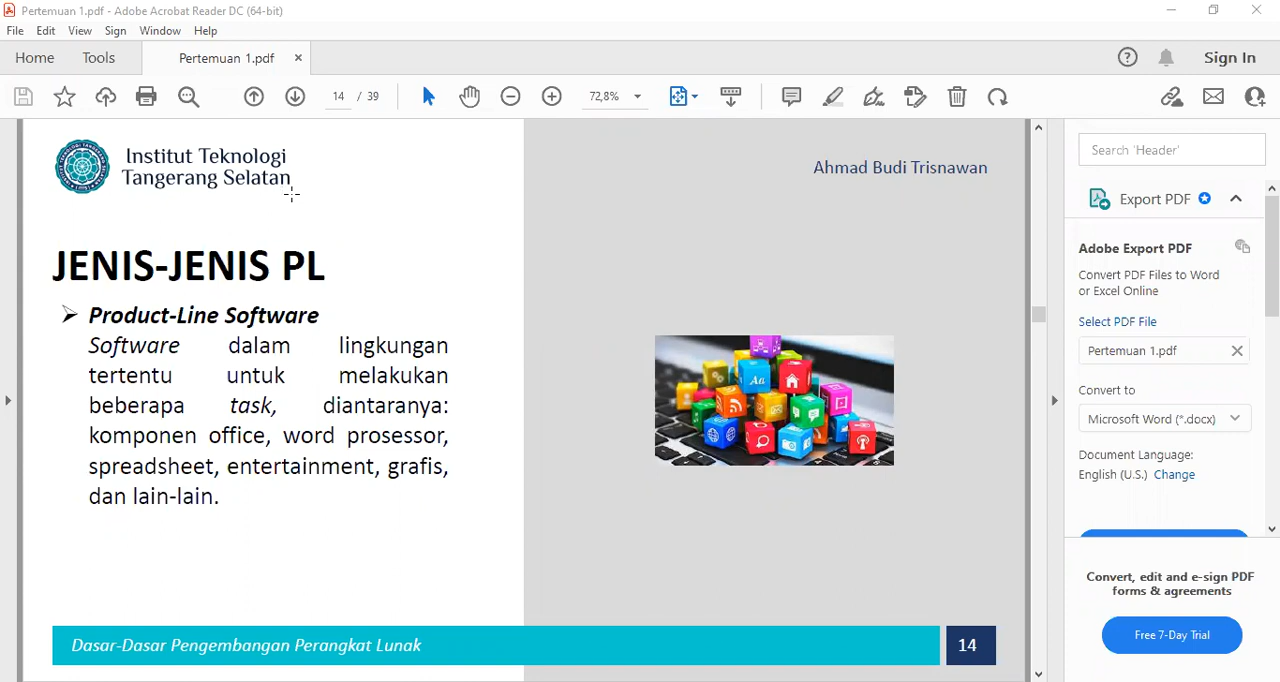 Pertemuan 1.pdf - Adobe Acrobat Reader DC (64-bit)
File Edit View Sign Window Help
Home Tools Pertemuan 1.pdf Sign In
14 / 39 72,8%
Institut Teknologi
Tangerang Selatan
Ahmad Budi Trisnawan
JENIS-JENIS PL
Product-Line Software
Software dalam lingkungan
tertentu untuk melakukan
beberapa task, diantaranya:
komponen office, word prosessor,
spreadsheet, entertainment, grafis,
dan lain-lain.
Aa
Dasar-Dasar Pengembangan Perangkat Lunak
14
Search 'Header'
Export PDF
Adobe Export PDF
Convert PDF Files to Word
or Excel Online
Select PDF File
Pertemuan 1.pdf
Convert to
Microsoft Word (*.docx)
Document Language:
English (U.S.) Change
Convert, edit and e-sign PDF
forms & agreements
Free 7-Day Trial